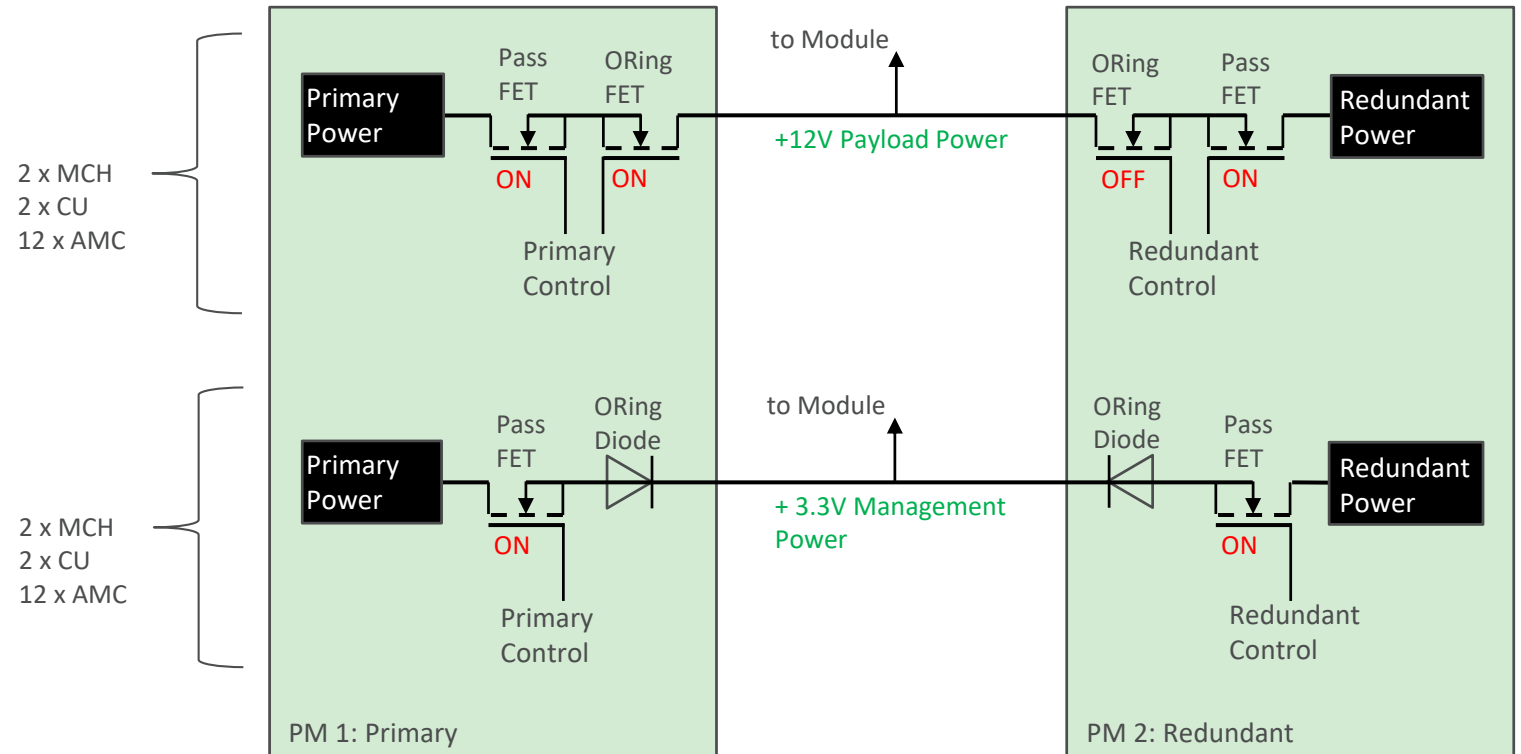 2 x MCH
2 x CU
12 x AMC
Primary
Power
Pass
FET
ORing
FET
ON
ON
Primary
Control
to Module
+12V Payload Power
ORing
FET
Pass
FET
OFF
ON
Redundant
Control
Redundant
Power
2 x MCH
2 x CU
12 x AMC
Primary
Power
Pass
FET
ORing
Diode
ON
Primary
Control
to Module
+ 3.3V Management
Power
ORing
Diode
Pass
FET
ON
Redundant
Control
Redundant
Power
PM 1: Primary
PM 2: Redundant